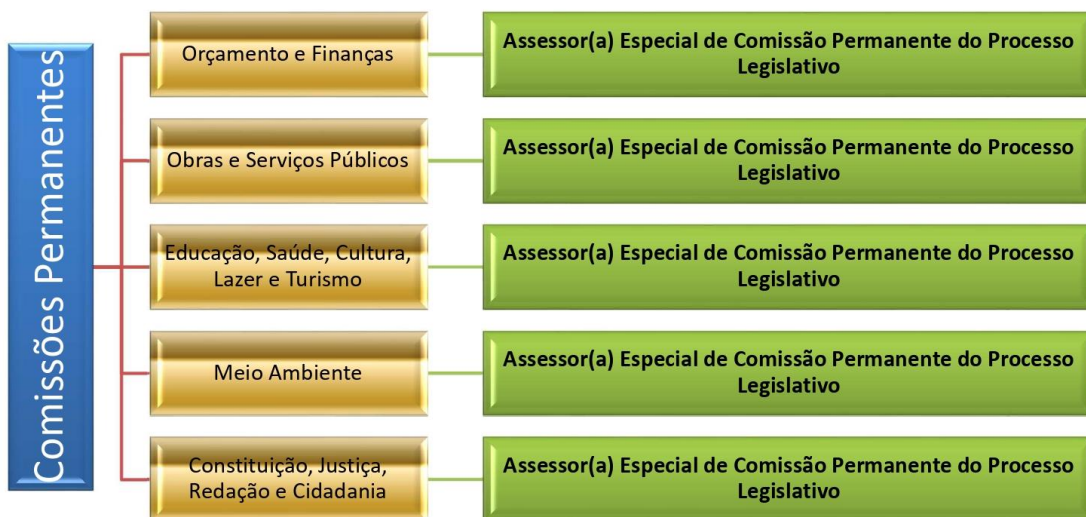 Comissões Permanentes
Orçamento e Finanças
Assessor(a) Especial de Comissão Permanente do Processo
Legislativo
Obras e Serviços Públicos
Assessor(a) Especial de Comissão Permanente do Processo
Legislativo
Educação, Saúde, Cultura,
Lazer e Turismo
Assessor(a) Especial de Comissão Permanente do Processo
Legislativo
Meio Ambiente
Assessor(a) Especial de Comissão Permanente do Processo
Legislativo
Constituição, Justiça,
Redação e Cidadania
Assessor(a) Especial de Comissão Permanente do Processo
Legislativo